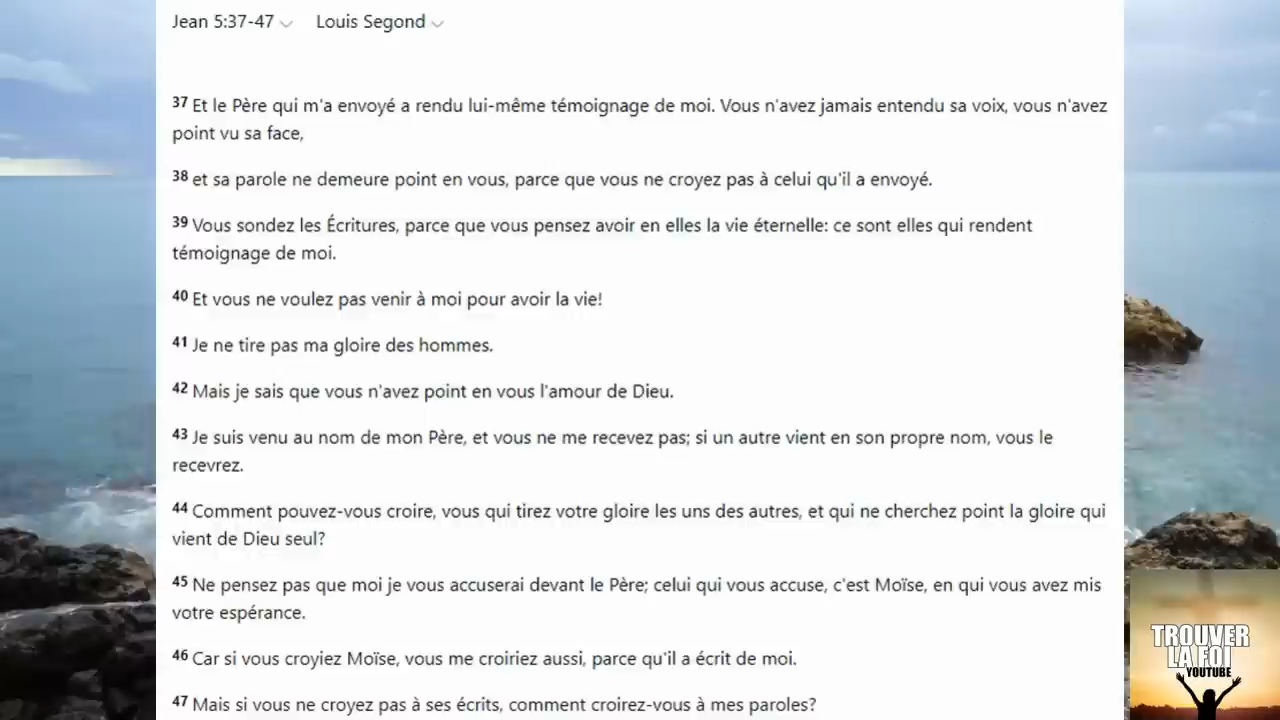 Jean 5:37-47 Louis Segond
37 Et le Père qui m'a envoyé a rendu lui-même témoignage de moi. Vous n'avez jamais entendu sa voix, vous n'avez
point vu sa face,
38 et sa parole ne demeure point en vous, parce que vous ne croyez pas à celui qu'il a envoyé.
39 Vous sondez les Écritures, parce que vous pensez avoir en elles la vie éternelle: ce sont elles qui rendent
témoignage de moi.
40 Et vous ne voulez pas venir à moi pour avoir la vie!
41 Je ne tire pas ma gloire des hommes.
42 Mais je sais que vous n'avez point en vous l'amour de Dieu.
43 Je suis venu au nom de mon Père, et vous ne me recevez pas; si un autre vient en son propre nom, vous le
recevrez.
44 Comment pouvez-vous croire, vous qui tirez votre gloire les uns des autres, et qui ne cherchez point la gloire qui
vient de Dieu seul?
45 Ne pensez pas que moi je vous accuserai devant le Père; celui qui vous accuse, c'est Moïse, en qui vous avez mis
votre espérance.
46 Car si vous croyiez Moïse, vous me croiriez aussi, parce qu'il a écrit de moi.
47 Mais si vous ne croyez pas à ses écrits, comment croirez-vous à mes paroles?
TROUVER
LA FOI
YOUTUBE